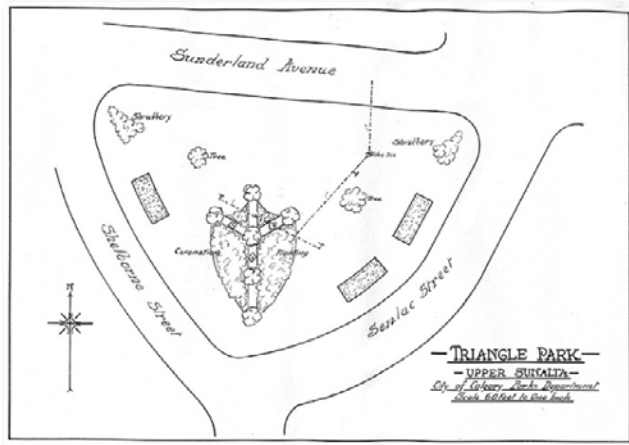 Sunderland Avenue
Shrubbery
Tree
Shrubbery
Tree
Coronation Planting
Shelborne Street
Senlac Street
N
TRIANGLE PARK
UPPER SUNALTA
City of Calgary Parks Department
Scale 60 Feet to One Inch